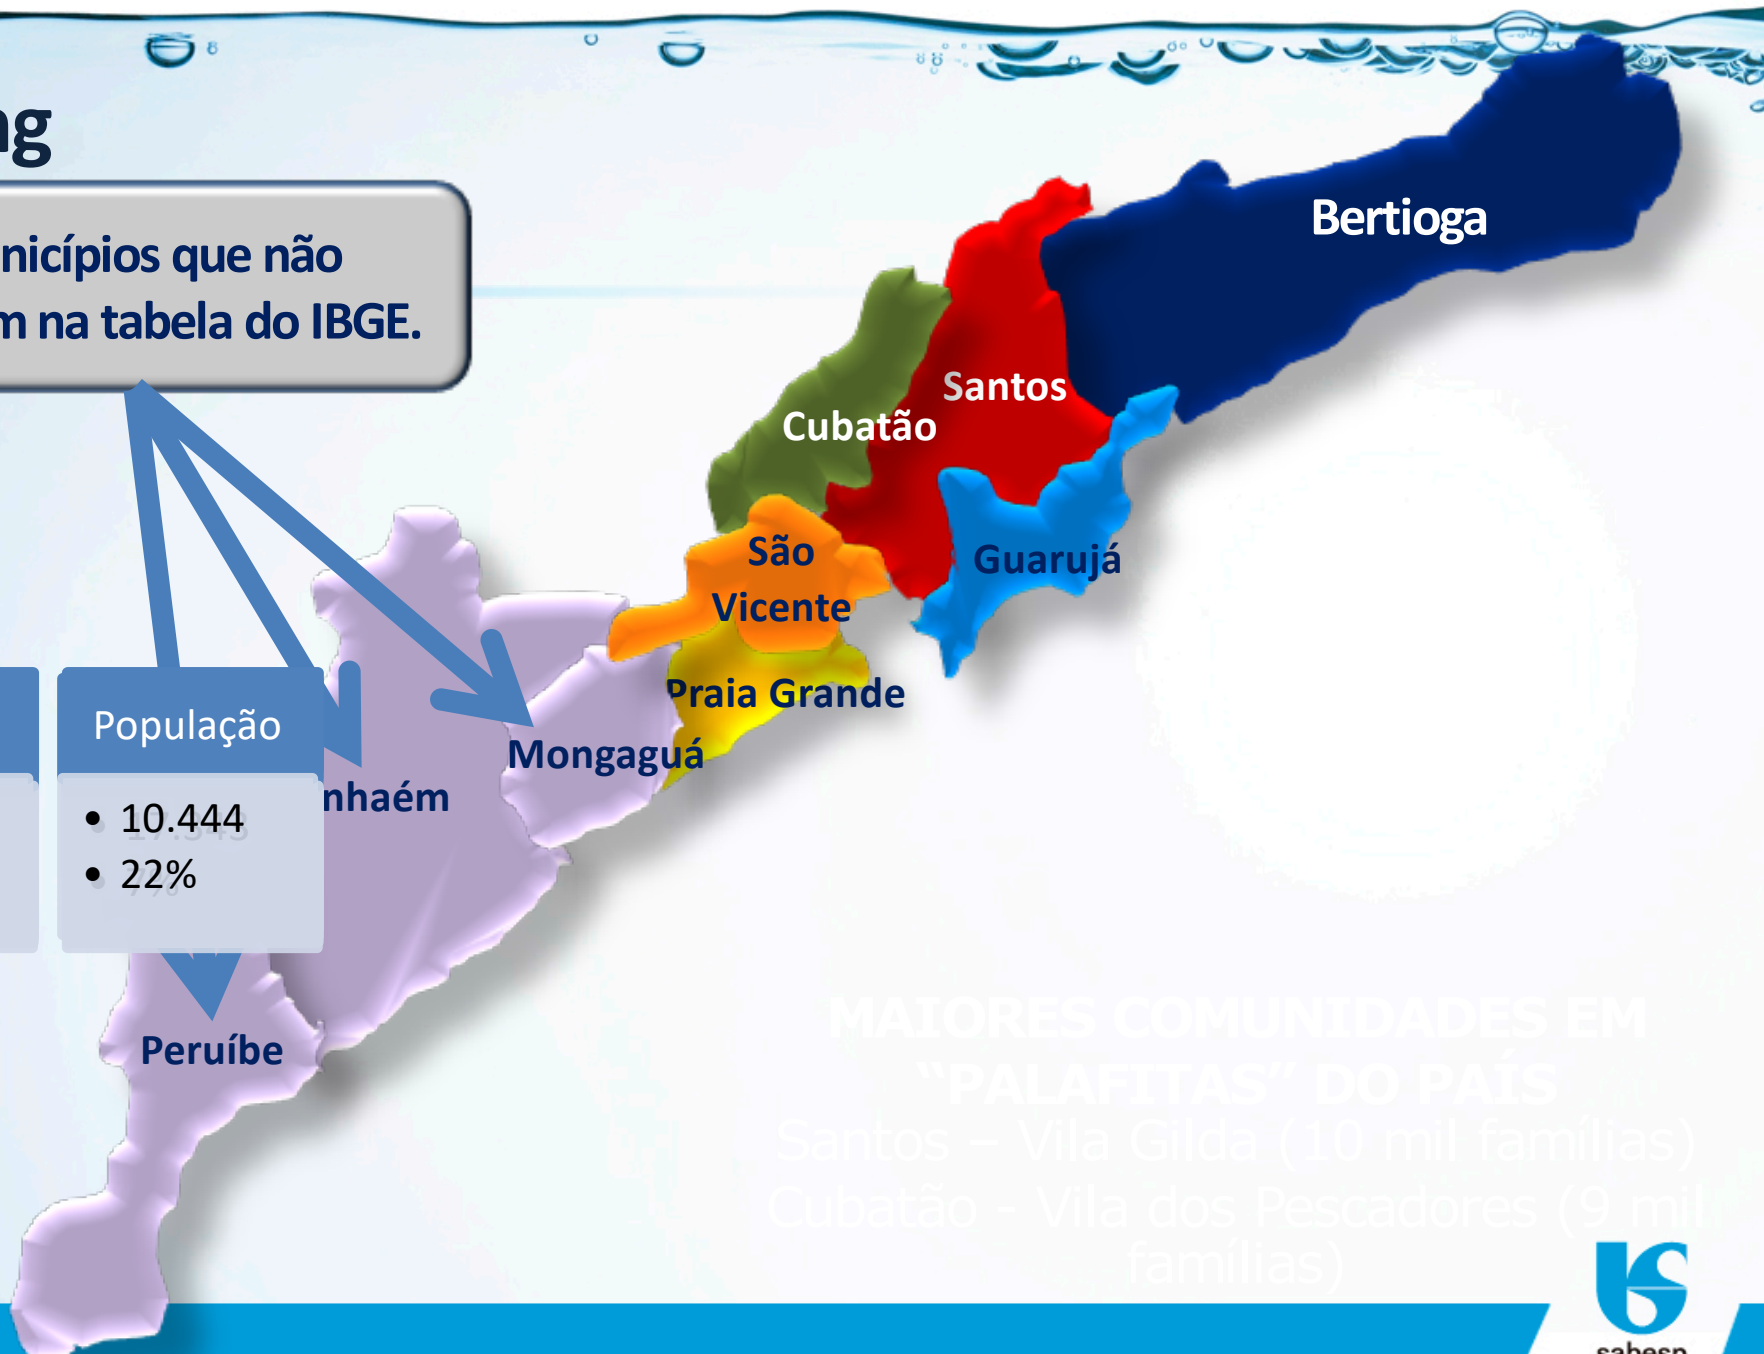 ng
nicípios que não
m na tabela do IBGE.
Bertioga
Santos
Cubatão
São
Vicente
Guarujá
Praia Grande
Mongaguá
nhaém
Peruíbe
População
• 10.444
• 22%
MAIORES COMUNIDADES EM
“PALAFITAS” DO PAÍS
Santos – Vila Gilda (10 mil famílias)
Cubatão - Vila dos Pescadores (9 mil
famílias)
sabesp